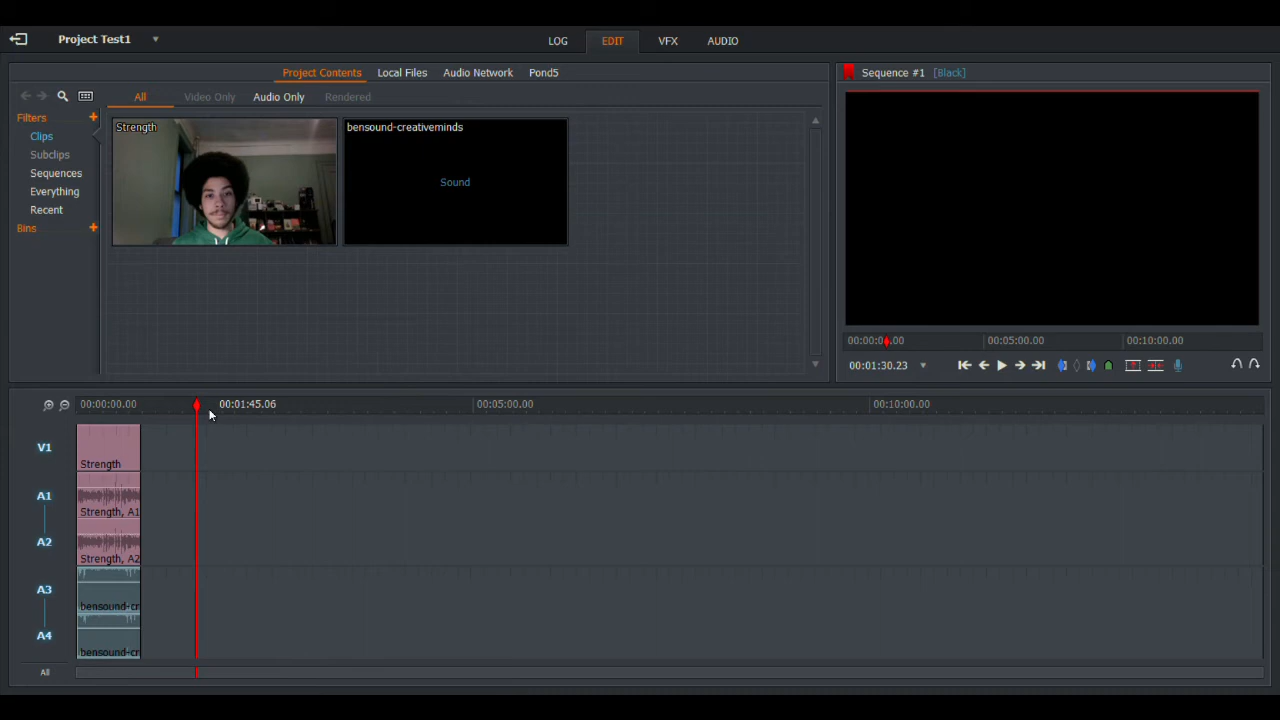 Project Test1
LOG
EDIT
VFX
AUDIO
Project Contents
Local Files
Audio Network
Pond5
Sequence #1 [Black]
All
Video Only
Audio Only
Rendered
Filters
Clips
Subclips
Sequences
Everything
Recent
Bins
Strength
bensound-creativeminds
Sound
00:05:00.00
00:10:00.00
00:01:30.23
00:00:00.00
00:01:45.06
00:05:00.00
00:10:00.00
V1
Strength
A1
Strength, A1
A2
Strength, A2
A3
bensound-cr
A4
bensound-cr
All